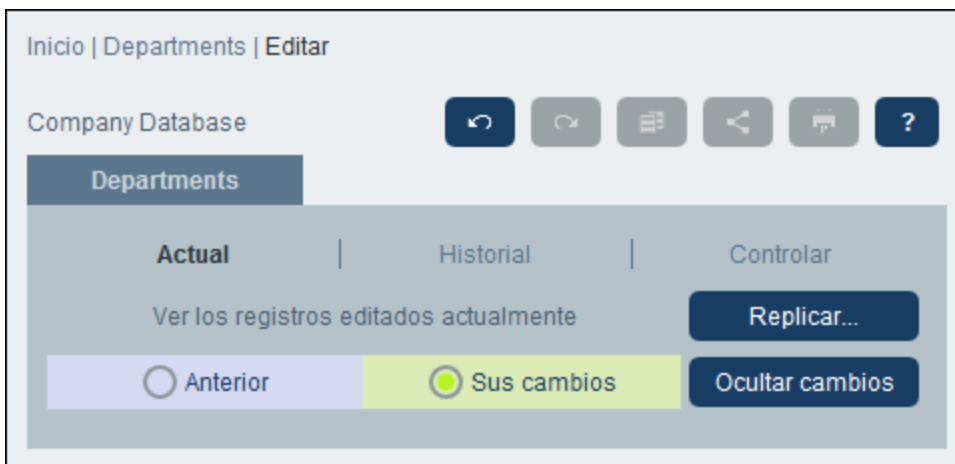 Inicio | Departments | Editar
Company Database
?
Departments
Actual | Historial | Controlar
Ver los registros editados actualmente
Replicar...
Anterior
Sus cambios
Ocultar cambios